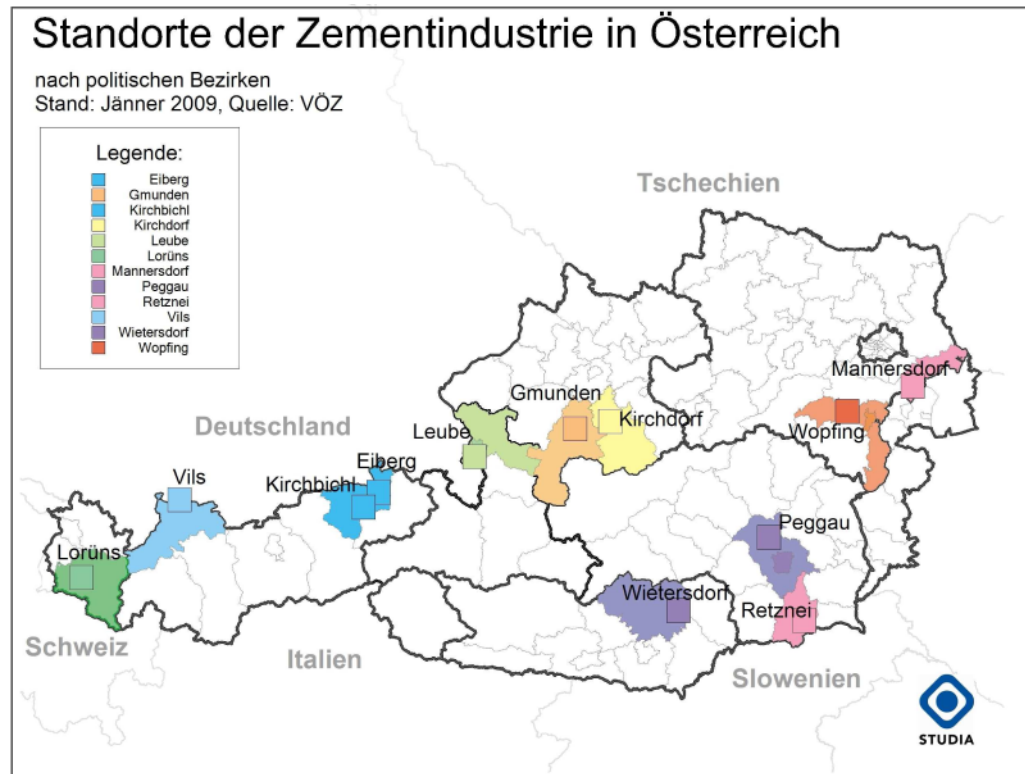 Standorte der Zementindustrie in Österreich
nach politischen Bezirken
Stand: Jänner 2009, Quelle: VÖZ
Legende:
Eiberg
Gmunden
Kirchbichl
Kirchdorf
Leube
Lorüns
Mannersdorf
Peggau
Retznei
Vils
Wietersdorf
Wopfing
Tschechien
Mannersdorf
Gmunden
Kirchdorf
Deutschland
Leube
Wopfing
Eiberg
Vils
Kirchbichl
Peggau
Lorüns
Wietersdorf
Retznei
Schweiz
Italien
Slowenien
STUDIA